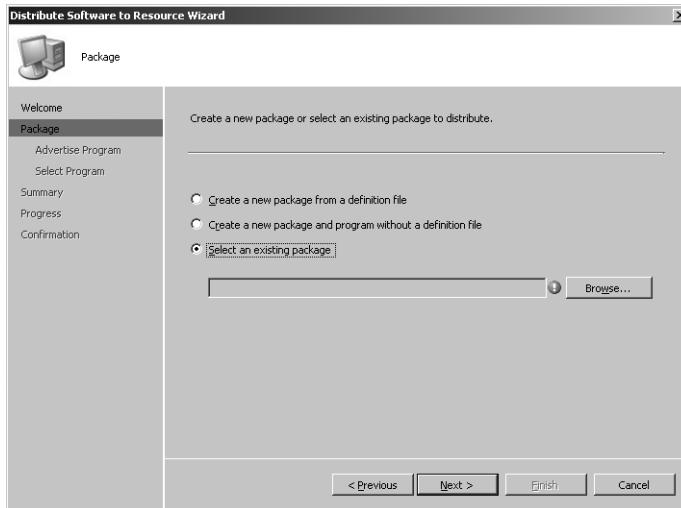 Distribute Software to Resource Wizard
Package
Welcome
Package
Advertise Program
Select Program
Summary
Progress
Confirmation
Create a new package or select an existing package to distribute.
Create a new package from a definition file
Create a new package and program without a definition file
Select an existing package
Browse...
< Previous
Next >
Finish
Cancel